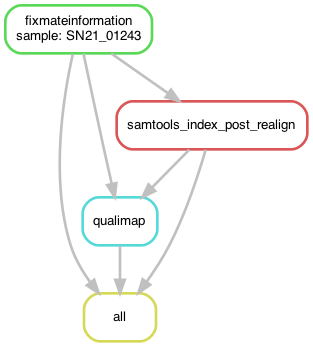 fixmateinformation
sample: SN21_01243
samtools_index_post_realign
qualimap
all